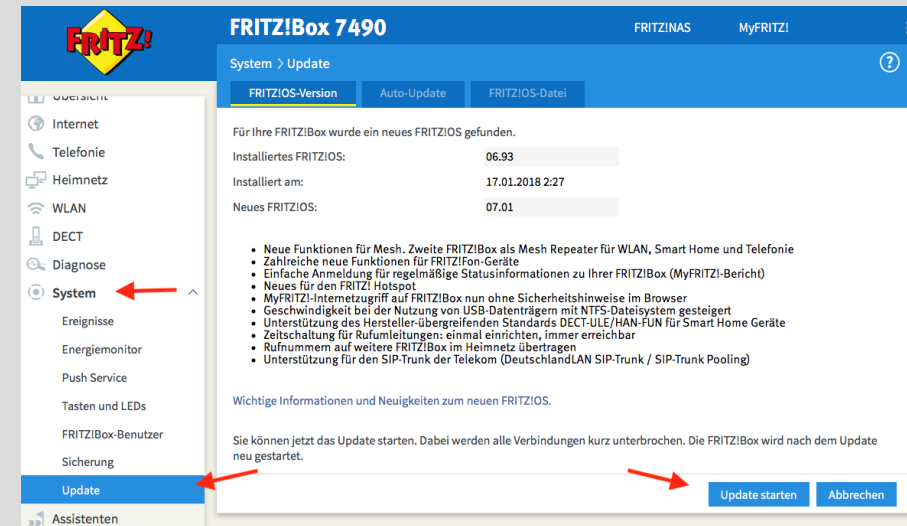 FRITZ!
FRITZ!Box 7490
FRITZ!NAS
MyFRITZ!
System > Update
?
FRITZ!OS-Version
Auto-Update
FRITZ!OS-Datei
Übersicht
Internet
Telefonie
Heimnetz
WLAN
DECT
Diagnose
System
Ereignisse
Energiemonitor
Push Service
Tasten und LEDs
FRITZ!Box-Benutzer
Sicherung
Update
Assistenten
Für Ihre FRITZ!Box wurde ein neues FRITZ!OS gefunden.
Installiertes FRITZ!OS: 06.93
Installiert am: 17.01.2018 2:27
Neues FRITZ!OS: 07.01
• Neue Funktionen für Mesh. Zweite FRITZ!Box als Mesh Repeater für WLAN, Smart Home und Telefonie
• Zahlreiche neue Funktionen für FRITZ!Fon-Geräte
• Einfache Anmeldung für regelmäßige Statusinformationen zu Ihrer FRITZ!Box (MyFRITZ!-Bericht)
• Neues für den FRITZ! Hotspot
• MyFRITZ!-Internetzugriff auf FRITZ!Box nun ohne Sicherheitshinweise im Browser
• Geschwindigkeit bei der Nutzung von USB-Datenträgern mit NTFS-Dateisystem gesteigert
• Unterstützung des Hersteller-übergreifenden Standards DECT-ULE/HAN-FUN für Smart Home Geräte
• Zeitschaltung für Rufumleitungen: einmal einrichten, immer erreichbar
• Rufnummern auf weitere FRITZ!Box im Heimnetz übertragen
• Unterstützung für den SIP-Trunk der Telekom (DeutschlandLAN SIP-Trunk / SIP-Trunk Pooling)
Wichtige Informationen und Neuigkeiten zum neuen FRITZ!OS.
Sie können jetzt das Update starten. Dabei werden alle Verbindungen kurz unterbrochen. Die FRITZ!Box wird nach dem Update
neu gestartet.
Update starten
Abbrechen